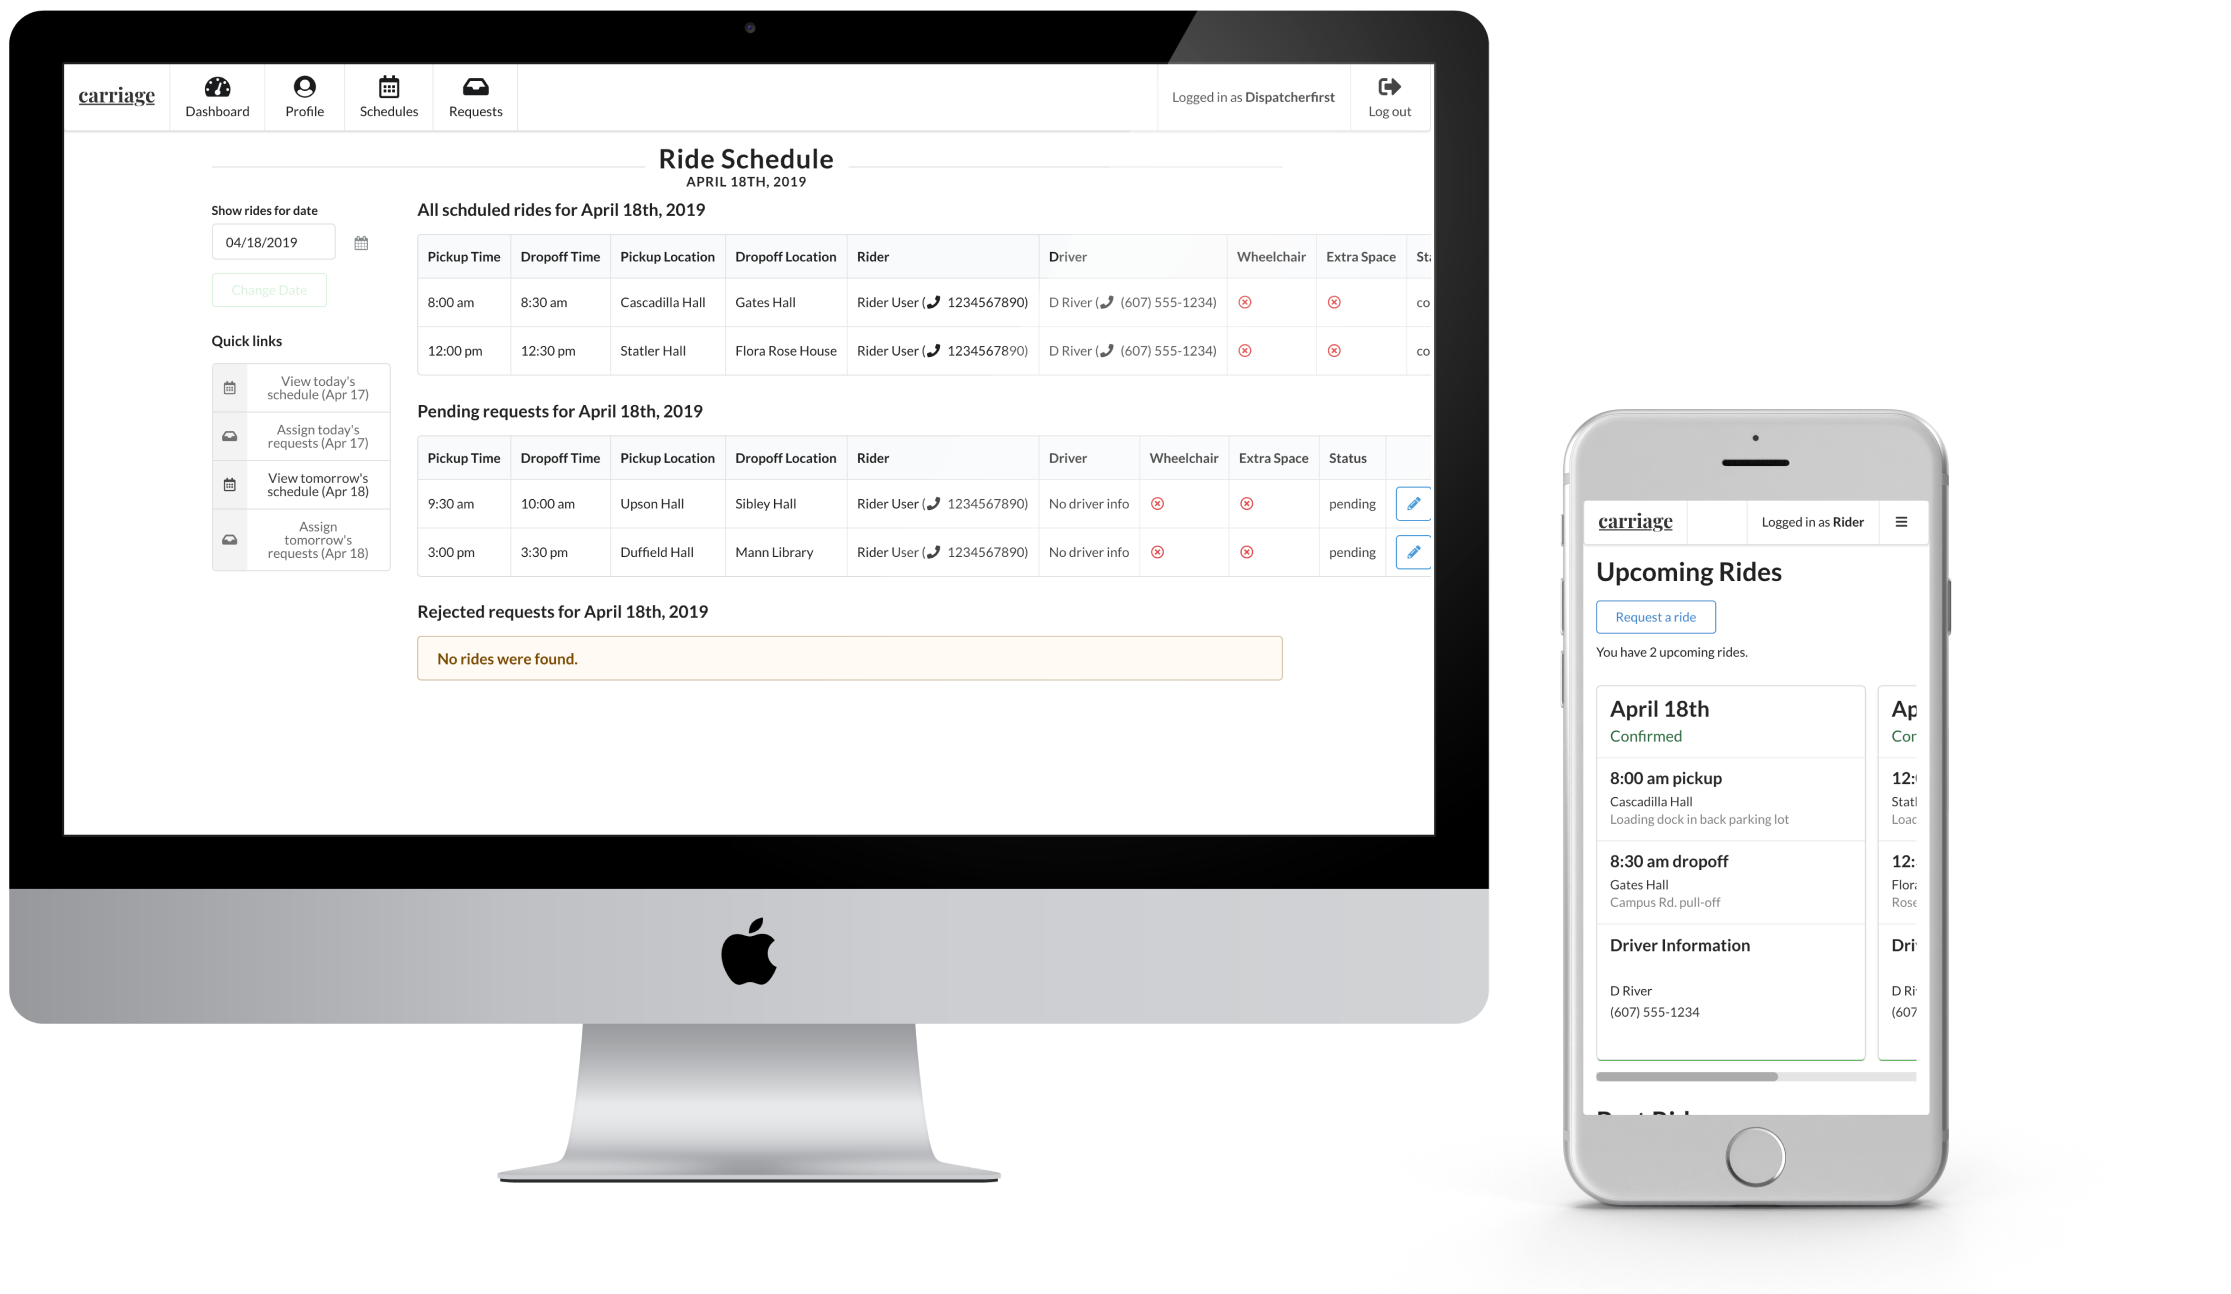 carriage
Dashboard
Profile
Schedules
Requests
Logged in as Dispatcherfirst
Log out
Ride Schedule
APRIL 18TH, 2019
Show rides for date
04/18/2019
Change Date
Quick links
View today's
schedule (Apr 17)
Assign today's
requests (Apr 17)
View tomorrow's
schedule (Apr 18)
Assign
tomorrow's
requests (Apr 18)
All schduled rides for April 18th, 2019
Pickup Time Dropoff Time Pickup Location Dropoff Location Rider Driver Wheelchair Extra Space
8:00 am 8:30 am Cascadilla Hall Gates Hall Rider User ( 1234567890) D River ( (607) 555-1234) co
12:00 pm 12:30 pm Statler Hall Flora Rose House Rider User ( 1234567890) D River ( (607) 555-1234) co
Pending requests for April 18th, 2019
Pickup Time Dropoff Time Pickup Location Dropoff Location Rider Driver Wheelchair Extra Space Status
9:30 am 10:00 am Upson Hall Sibley Hall Rider User ( 1234567890) No driver info pending
3:00 pm 3:30 pm Duffield Hall Mann Library Rider User ( 1234567890) No driver info pending
Rejected requests for April 18th, 2019
No rides were found.
carriage
Logged in as Rider
Upcoming Rides
Request a ride
You have 2 upcoming rides.
April 18th
Confirmed
8:00 am pickup
Cascadilla Hall
Loading dock in back parking lot
8:30 am dropoff
Gates Hall
Campus Rd. pull-off
Driver Information
D River
(607) 555-1234
Ap
Cor
12:
Stat
Loac
12:
Flor
Rose
Dri
D Ri
(607